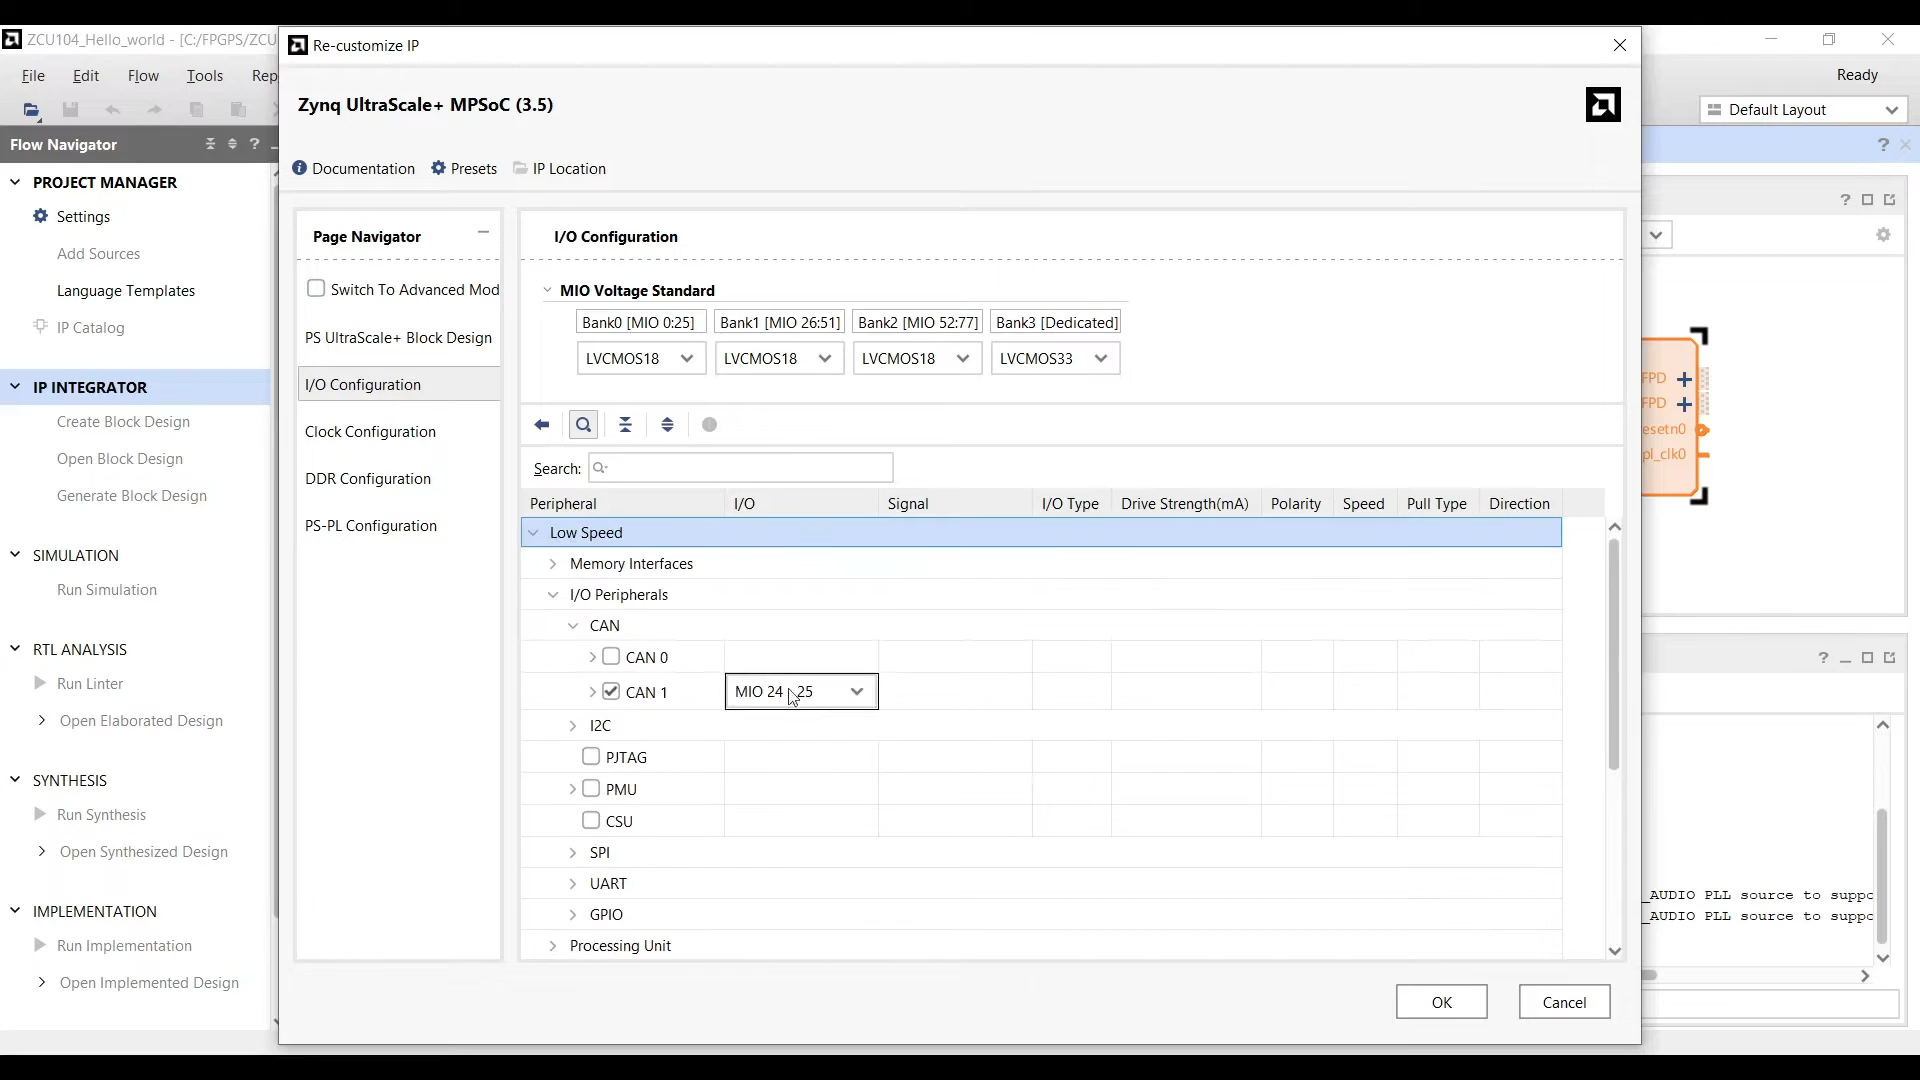 ZCU104_Hello_world - [C:/FPGPS/ZCU
Re-customize IP
File
Edit
Flow
Tools
Rep
Ready
Default Layout
Flow Navigator
?
?
PROJECT MANAGER
Settings
Add Sources
Language Templates
IP Catalog
IP INTEGRATOR
Create Block Design
Open Block Design
Generate Block Design
SIMULATION
Run Simulation
RTL ANALYSIS
Run Linter
Open Elaborated Design
SYNTHESIS
Run Synthesis
Open Synthesized Design
IMPLEMENTATION
Run Implementation
Open Implemented Design
Zynq UltraScale+ MPSoC (3.5)
Documentation
Presets
IP Location
Page Navigator
Switch To Advanced Mod
PS UltraScale+ Block Design
I/O Configuration
Clock Configuration
DDR Configuration
PS-PL Configuration
I/O Configuration
MIO Voltage Standard
Bank0 [MIO 0:25]
Bank1 [MIO 26:51]
Bank2 [MIO 52:77]
Bank3 [Dedicated]
LVCMOS18
LVCMOS18
LVCMOS18
LVCMOS33
Search:
Peripheral
I/O
Signal
I/O Type
Drive Strength(mA)
Polarity
Speed
Pull Type
Direction
Low Speed
Memory Interfaces
I/O Peripherals
CAN
CAN 0
CAN 1
MIO 24 .. 25
I2C
PJTAG
PMU
CSU
SPI
UART
GPIO
Processing Unit
OK
Cancel
?
FPD
FPD
esetn0
pl_clk0
?
_AUDIO PLL source to suppo
_AUDIO PLL source to suppo